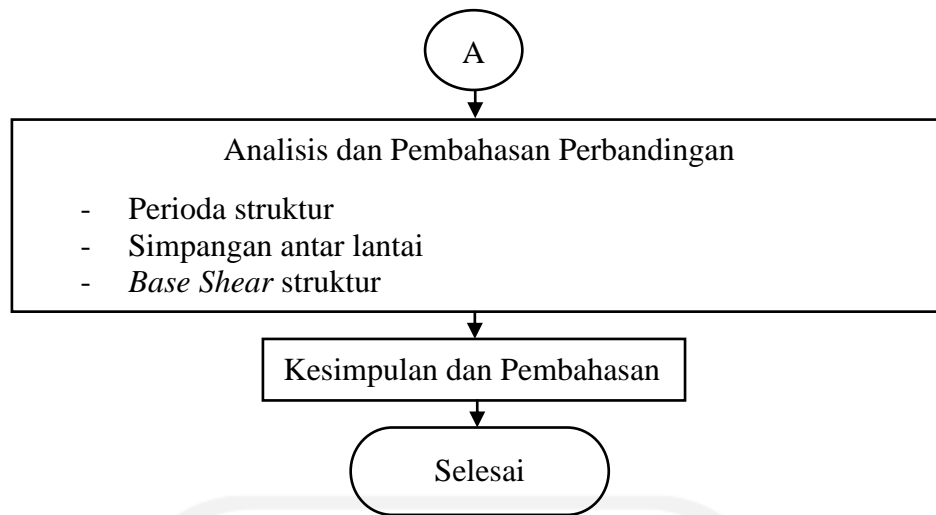 A
Analisis dan Pembahasan Perbandingan
- Perioda struktur
- Simpangan antar lantai
- Base Shear struktur
Kesimpulan dan Pembahasan
Selesai